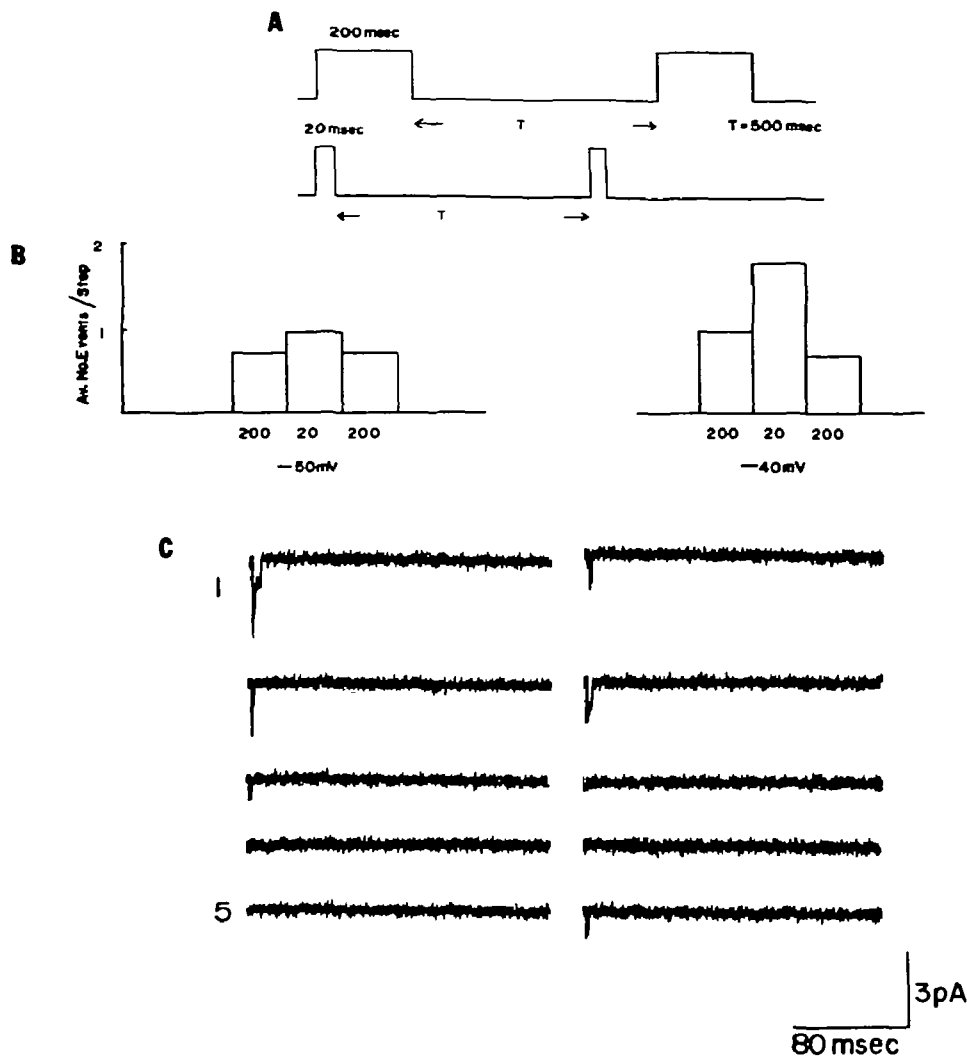 A
200 msec
← T → T = 500 msec
20 msec
← T →
B
2
Av. No. Events / Step
1
200 20 200 200 20 200
-50mV -40mV
C
1
5
3pA
80 msec